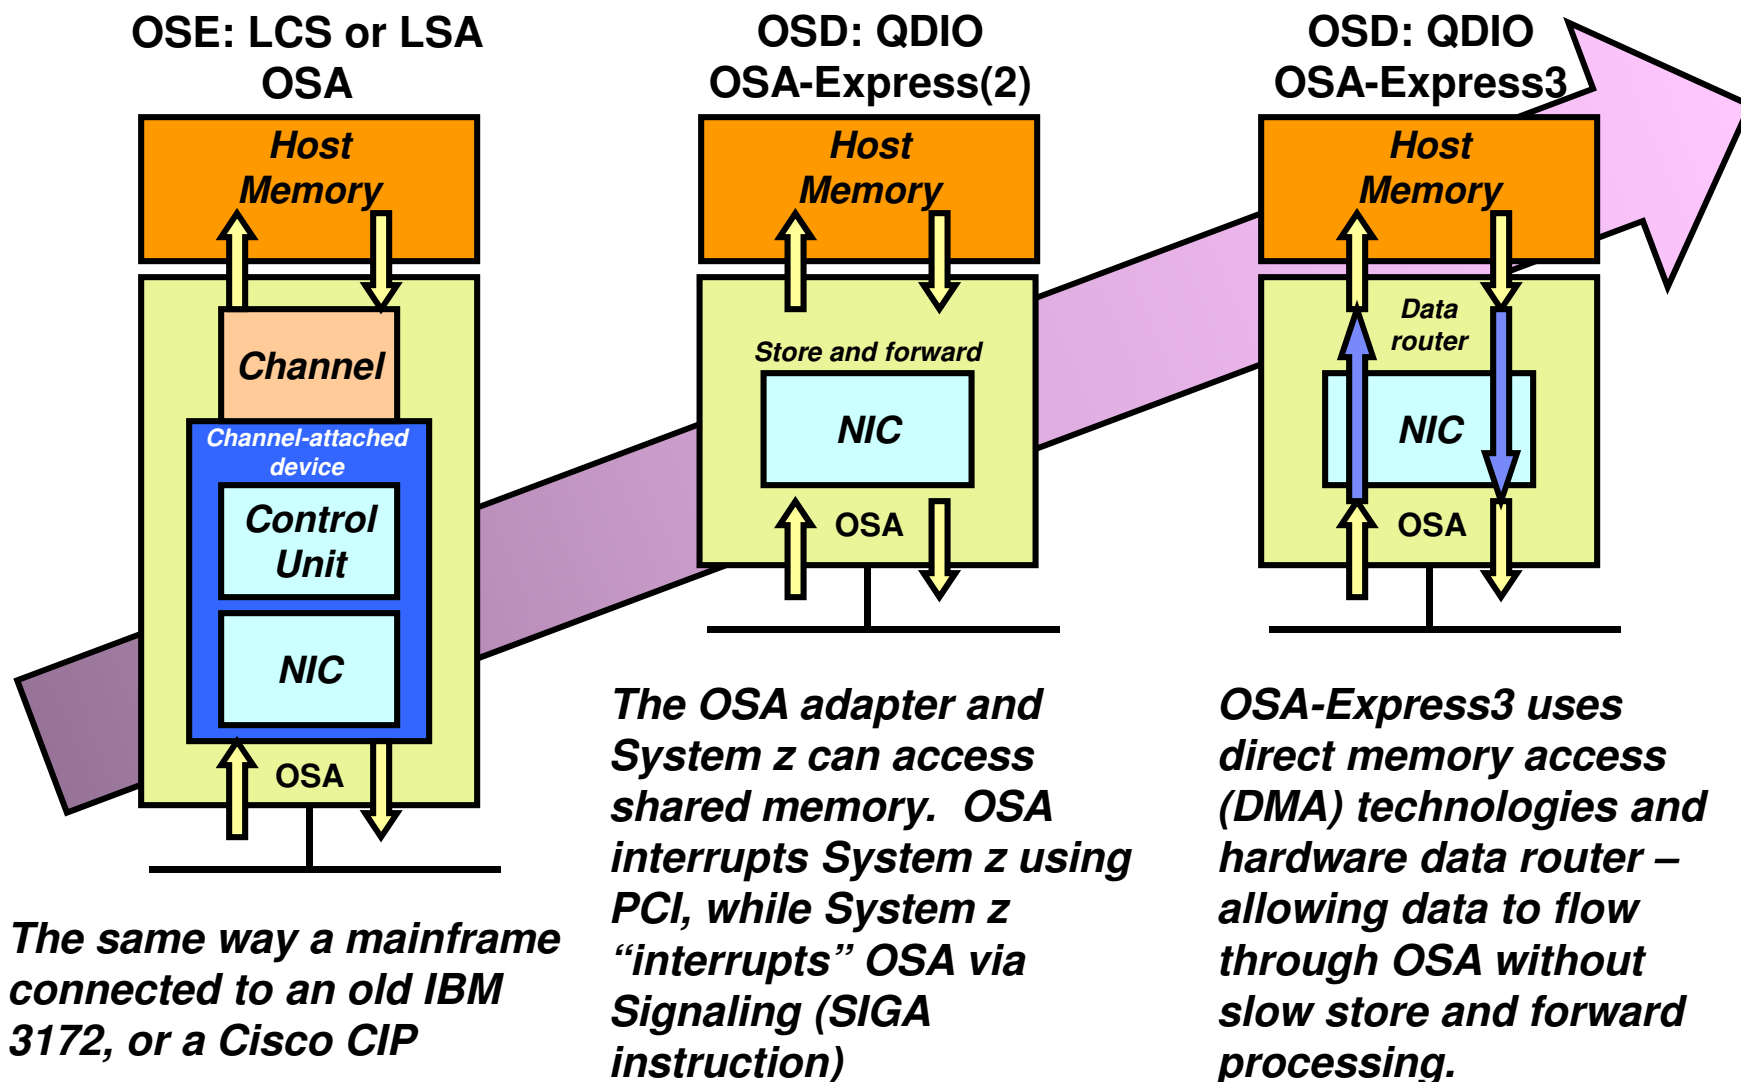 OSE: LCS or LSA
OSA
Host
Memory
Channel
Channel-attached
device
Control
Unit
NIC
OSA
The same way a mainframe
connected to an old IBM
3172, or a Cisco CIP
OSD: QDIO
OSA-Express(2)
Host
Memory
Store and forward
NIC
OSA
The OSA adapter and
System z can access
shared memory.  OSA
interrupts System z using
PCI, while System z
“interrupts” OSA via
Signaling (SIGA
instruction)
OSD: QDIO
OSA-Express3
Host
Memory
Data
router
NIC
OSA
OSA-Express3 uses
direct memory access
(DMA) technologies and
hardware data router –
allowing data to flow
through OSA without
slow store and forward
processing.